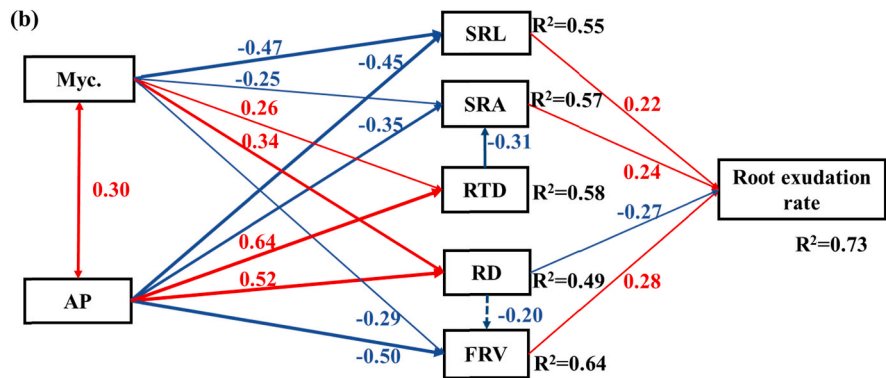 (b)
SRL
R²=0.55
-0.47
-0.45
Myc.
-0.25
SRA
R²=0.57
0.22
0.26
-0.35
0.34
-0.31
0.24
0.30
RTD
R²=0.58
Root exudation
rate
-0.27
R²=0.73
0.64
0.52
RD
R²=0.49
0.28
AP
-0.20
-0.29
-0.50
FRV
R²=0.64